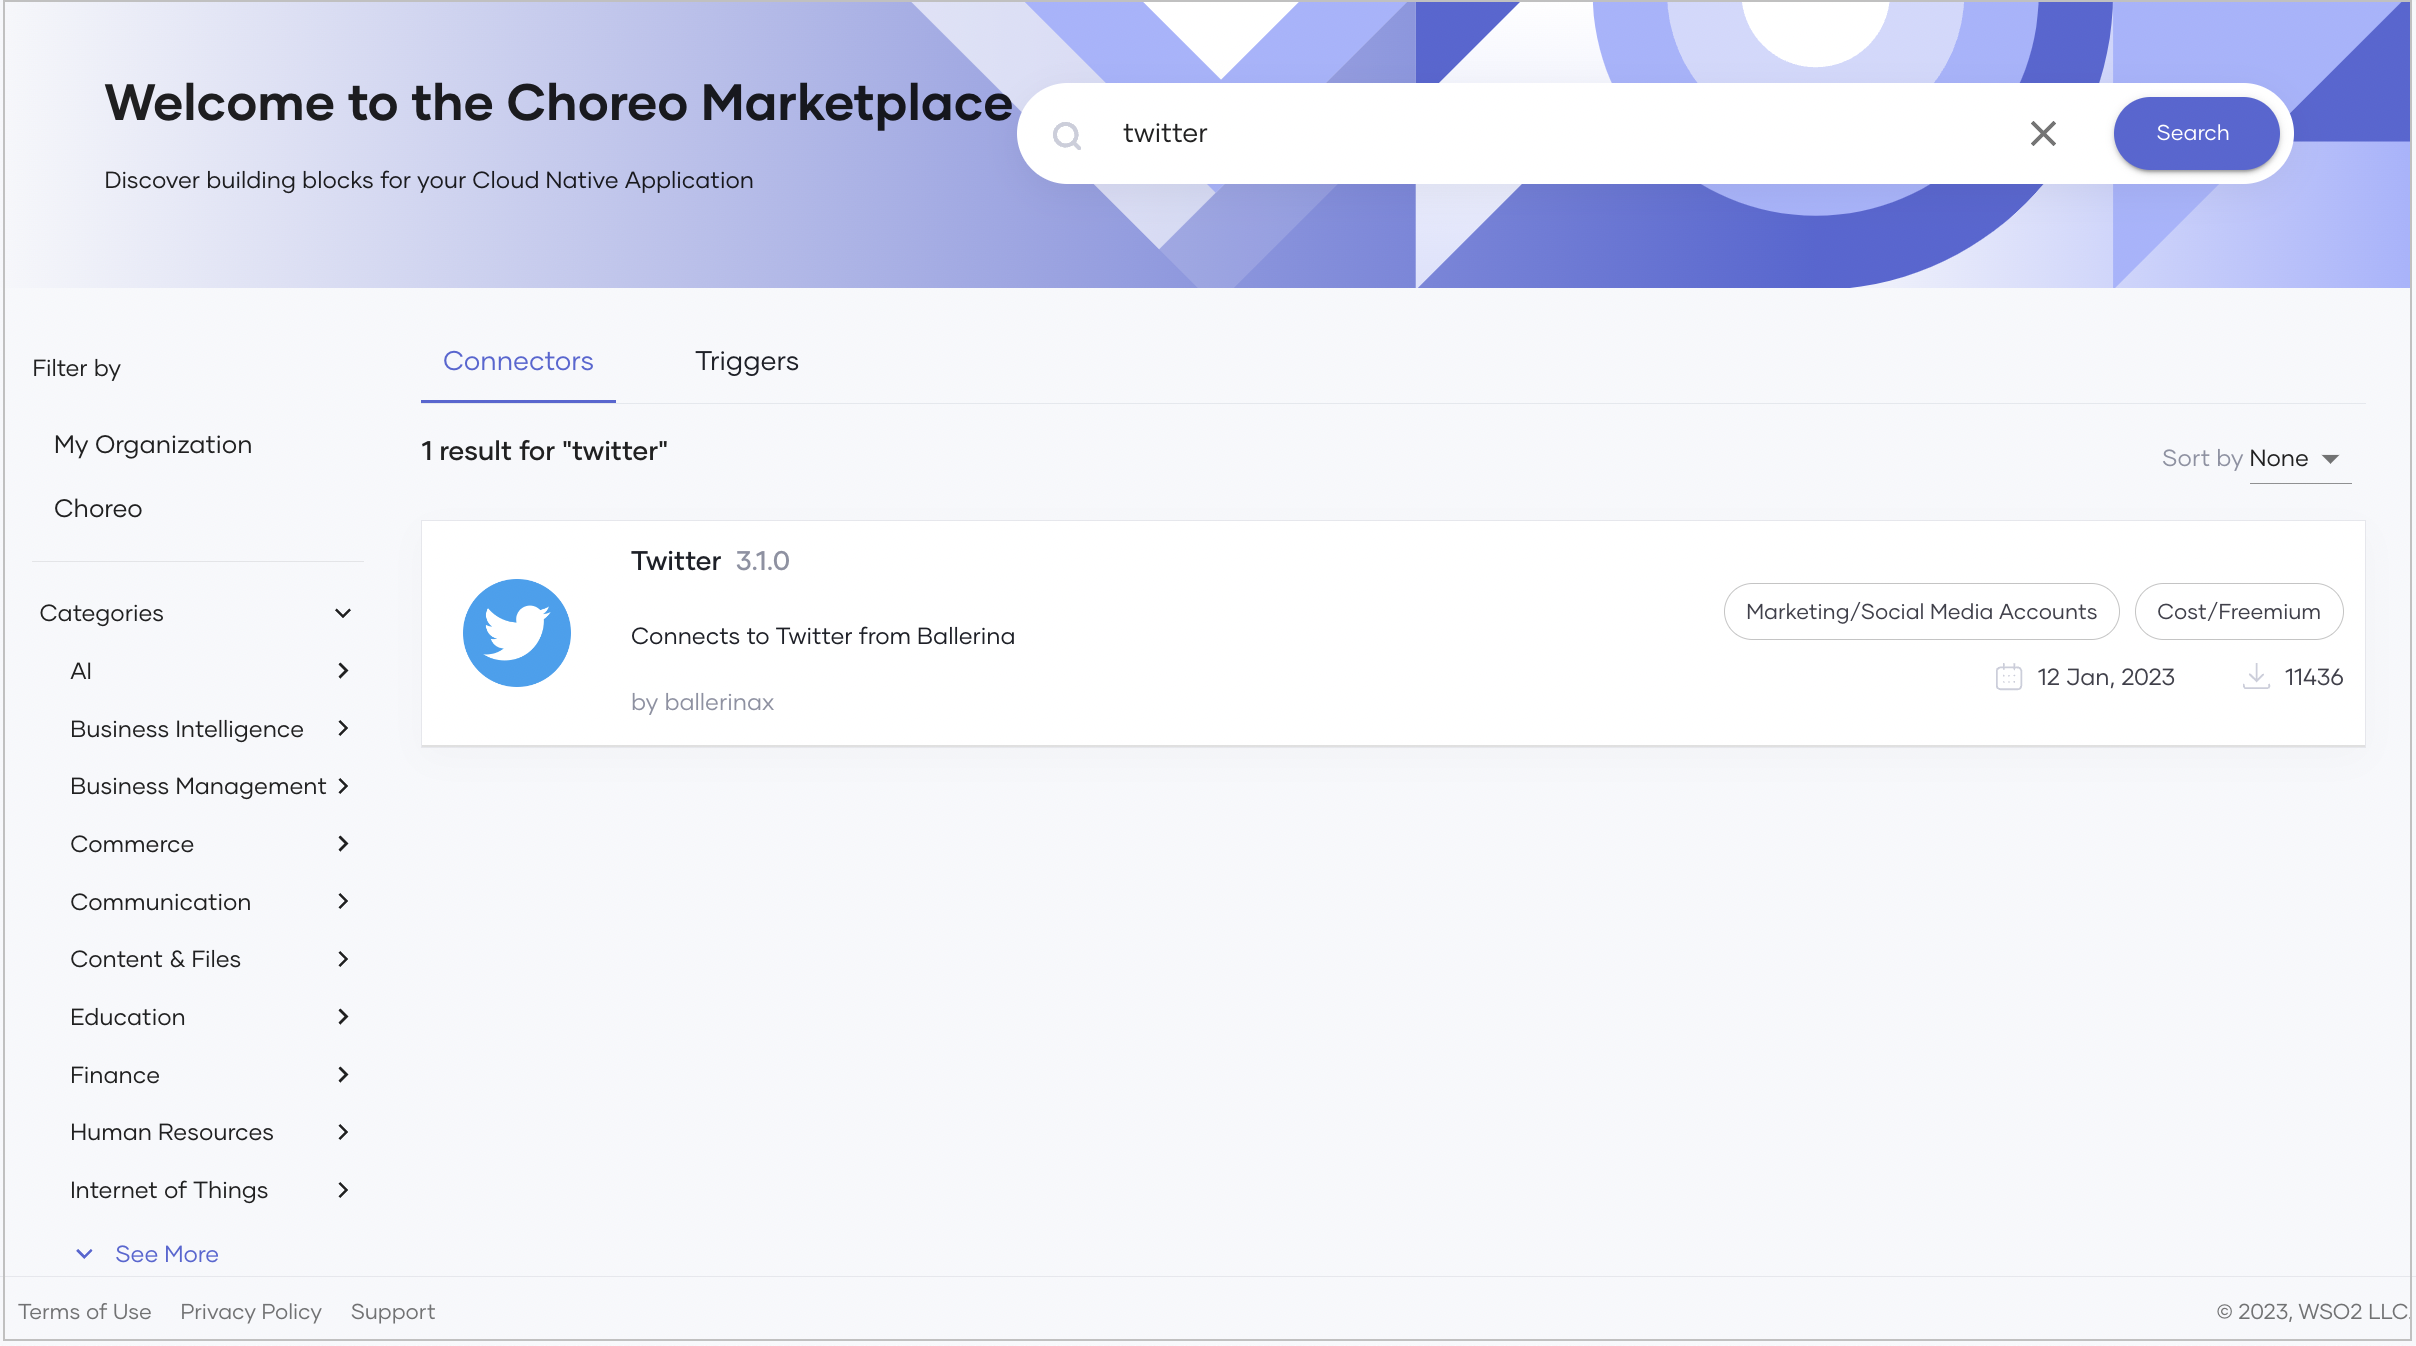 Welcome to the Choreo Marketplace
Discover building blocks for your Cloud Native Application
twitter
Search
Filter by
My Organization
Choreo
Categories
AI
Business Intelligence
Business Management
Commerce
Communication
Content & Files
Education
Finance
Human Resources
Internet of Things
See More
Connectors Triggers
1 result for "twitter"
Sort by None
Twitter 3.1.0
Connects to Twitter from Ballerina
by ballerinax
Marketing/Social Media Accounts Cost/Freemium
12 Jan, 2023 11436
Terms of Use Privacy Policy Support
© 2023, WSO2 LLC.